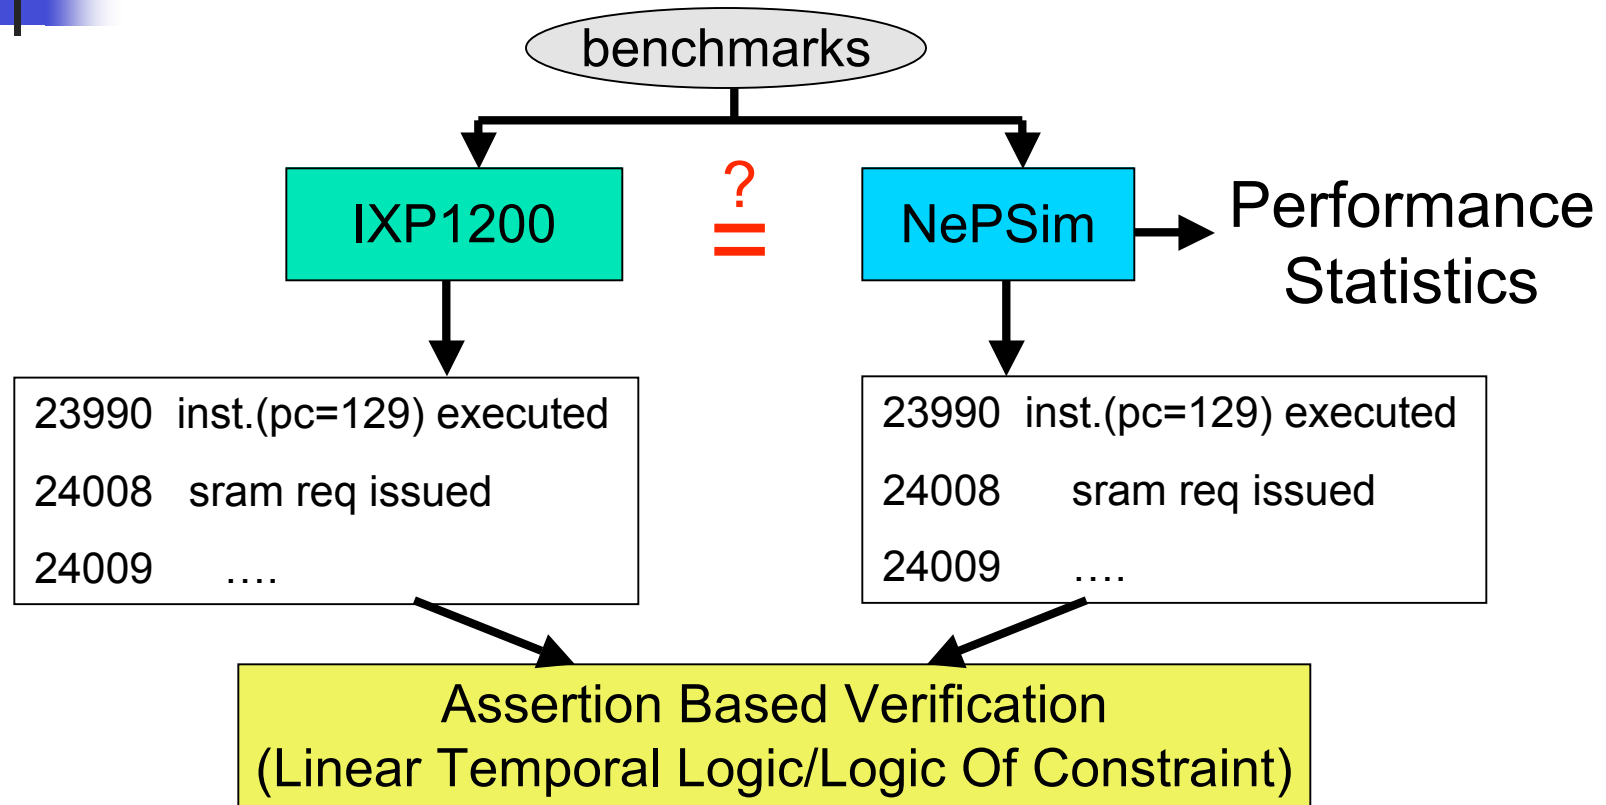 benchmarks
IXP1200
?
=
NePSim
Performance
Statistics
23990 inst.(pc=129) executed
24008 sram req issued
24009 ....
23990 inst.(pc=129) executed
24008 sram req issued
24009 ....
Assertion Based Verification
(Linear Temporal Logic/Logic Of Constraint)